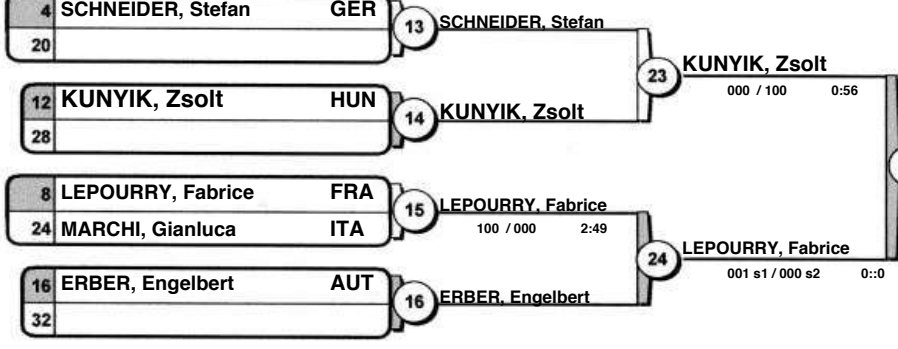 4 SCHNEIDER, Stefan GER
20
13
SCHNEIDER, Stefan
12 KUNYIK, Zsolt HUN
28
14
KUNYIK, Zsolt
23
KUNYIK, Zsolt
000 / 100 0:56
8 LEPOURRY, Fabrice FRA
24 MARCHI, Gianluca ITA
15
LEPOURRY, Fabrice
100 / 000 2:49
16 ERBER, Engelbert AUT
32
16
ERBER, Engelbert
24
LEPOURRY, Fabrice
001 s1 / 000 s2 0::0